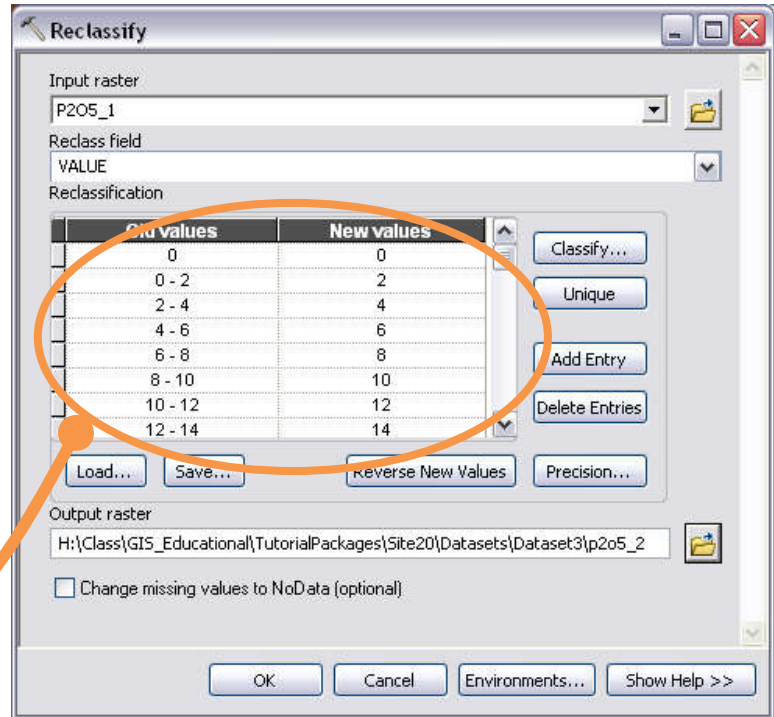 Reclassify
Input raster
P2O5_1
Reclass field
VALUE
Reclassification
Old values New values
0 0
0 - 2 2
2 - 4 4
4 - 6 6
6 - 8 8
8 - 10 10
10 - 12 12
12 - 14 14
Classify...
Unique
Add Entry
Delete Entries
Load... Save... Reverse New Values Precision...
Output raster
H:\Class\GIS_Educational\TutorialPackages\Site20\Datasets\Dataset3\p2o5_2
Change missing values to NoData (optional)
OK Cancel Environments... Show Help >>